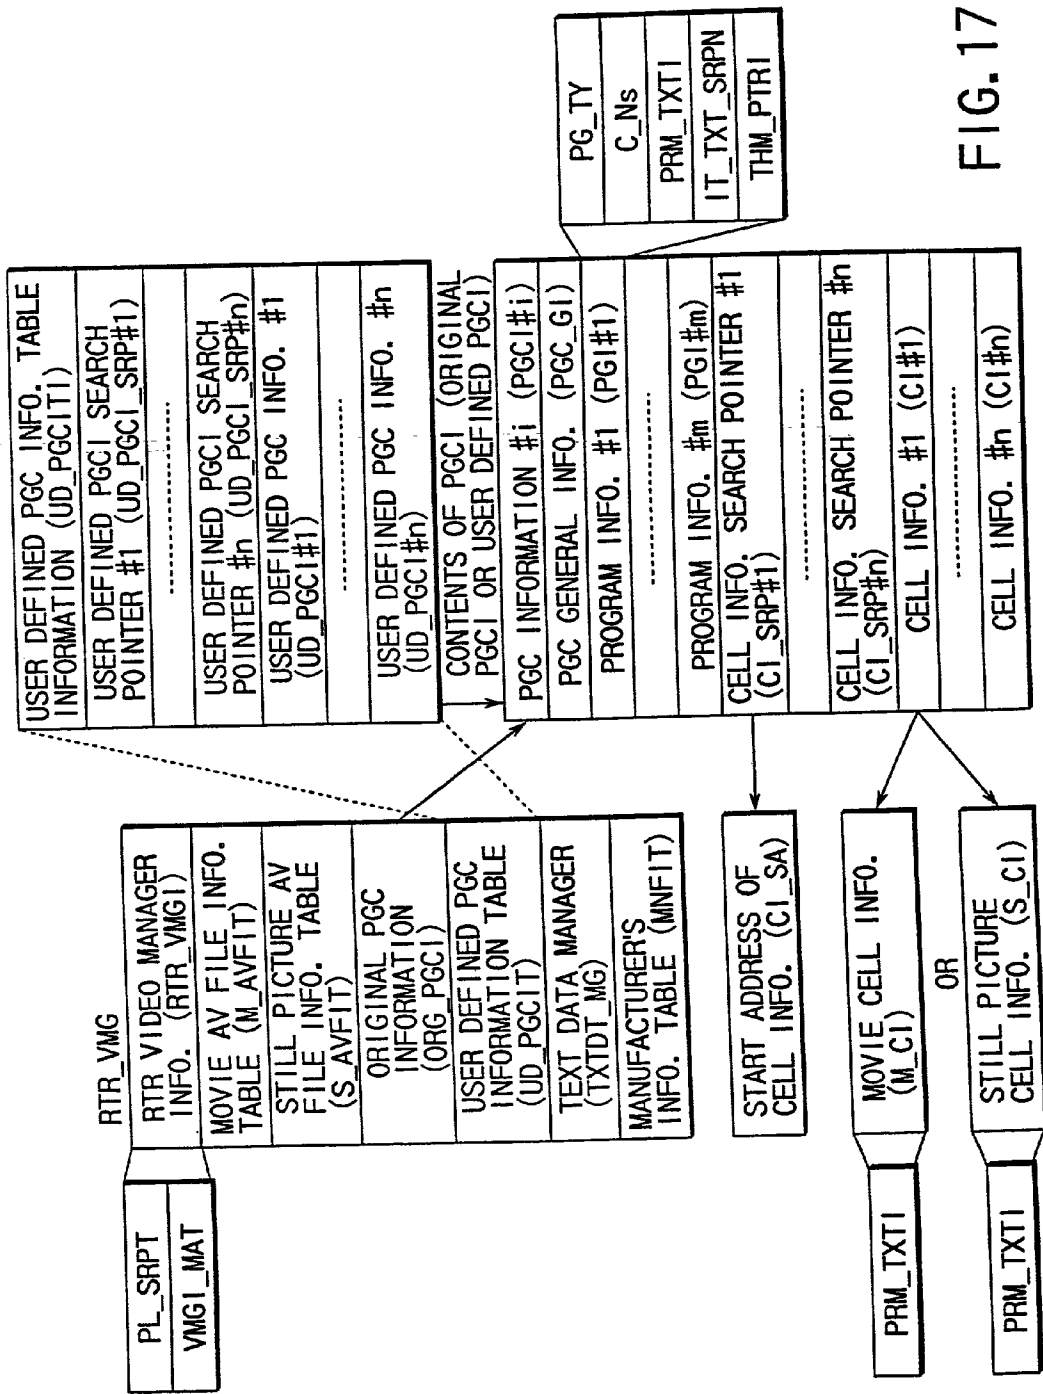 RTR_VMG
PL_SRPT
VMGI_MAT
RTR VIDEO MANAGER
INFO. (RTR_VMGI)
MOVIE AV FILE INFO.
TABLE (M_AVFIT)
STILL PICTURE AV
FILE INFO. TABLE
(S_AVFIT)
ORIGINAL PGC
INFORMATION
(ORG_PGCI)
USER DEFINED PGC
INFORMATION TABLE
(UD_PGCIT)
TEXT DATA MANAGER
(TXTDT_MG)
MANUFACTURER'S
INFO. TABLE (MNFIT)
USER DEFINED PGC INFO. TABLE
INFORMATION (UD_PGCITI)
USER DEFINED PGCI SEARCH
POINTER #1 (UD_PGCI_SRP#1)
USER DEFINED PGCI SEARCH
POINTER #n (UD_PGCI_SRP#n)
USER DEFINED PGC INFO. #1
(UD_PGCI#1)
USER DEFINED PGC INFO. #n
(UD_PGCI#n)
CONTENTS OF PGCI (ORIGINAL
PGCI OR USER DEFINED PGCI)
PGC INFORMATION #i (PGCI#i)
PGC GENERAL INFO. (PGC_GI)
PROGRAM INFO. #1 (PGI#1)
PROGRAM INFO. #m (PGI#m)
CELL INFO. SEARCH POINTER #1
(CI_SRP#1)
CELL INFO. SEARCH POINTER #n
(CI_SRP#n)
CELL INFO. #1 (CI#1)
CELL INFO. #n (CI#n)
PG_TY
C_Ns
PRM_TXTI
IT_TXT_SRPN
THM_PTRI
START ADDRESS OF
CELL INFO. (CI_SA)
MOVIE CELL INFO.
(M_CI)
PRM_TXTI
OR
STILL PICTURE
CELL INFO. (S_CI)
PRM_TXTI
FIG. 17